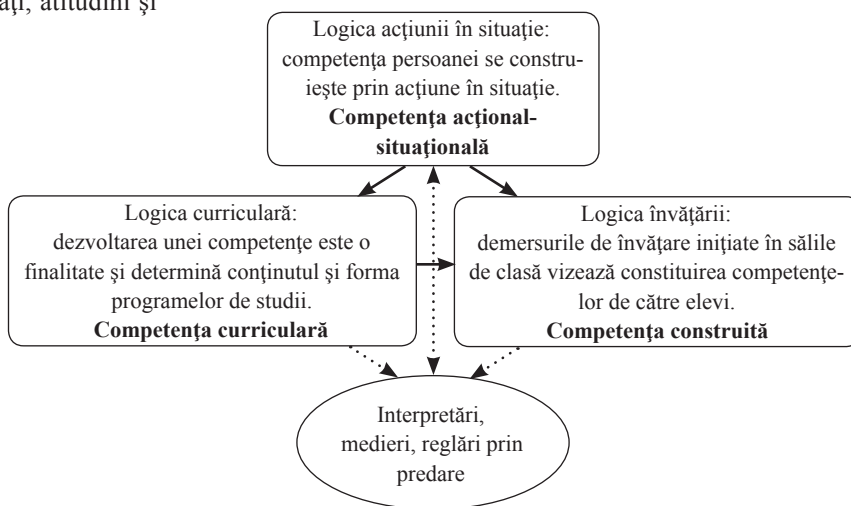 ați, atitudini și
Logica acţiunii în situaţie:
competenţa persoanei se constru-
ieşte prin acţiune în situaţie.
Competenţa acţional-
situaţională
Logica curriculară:
dezvoltarea unei competenţe este o
finalitate şi determină conţinutul şi forma
programelor de studii.
Competenţa curriculară
Logica învăţării:
demersurile de învăţare iniţiate în sălile
de clasă vizează constituirea competenţe-
lor de către elevi.
Competenţa construită
Interpretări,
medieri, reglări prin
predare